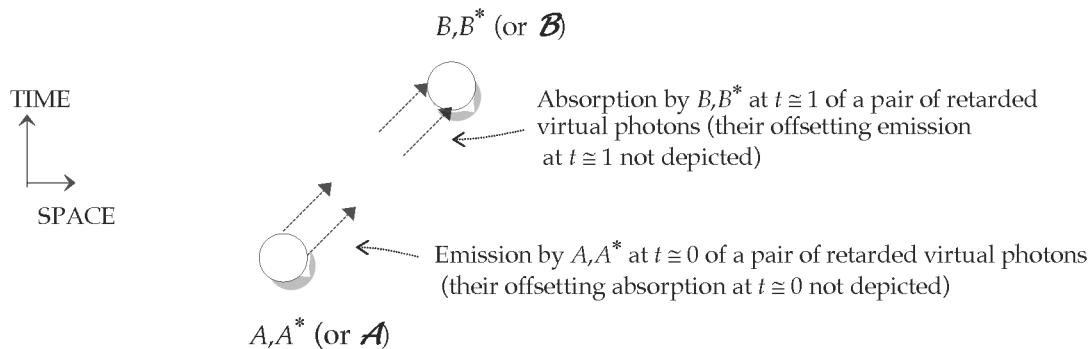 B,B* (or 𝓑)
TIME
Absorption by B,B* at t ≅ 1 of a pair of retarded
virtual photons (their offsetting emission
at t ≅ 1 not depicted)
SPACE
Emission by A,A* at t ≅ 0 of a pair of retarded virtual photons
(their offsetting absorption at t ≅ 0 not depicted)
A,A* (or 𝓐)